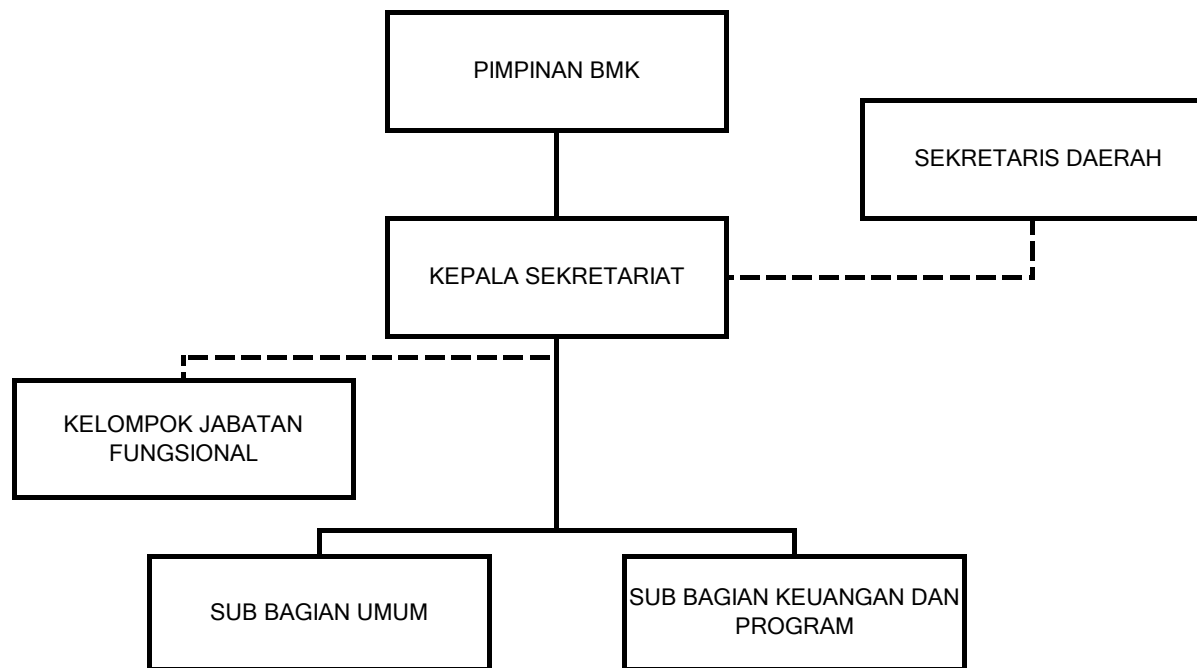 PIMPINAN BMK
SEKRETARIS DAERAH
KEPALA SEKRETARIAT
KELOMPOK JABATAN
FUNGSIONAL
SUB BAGIAN UMUM
SUB BAGIAN KEUANGAN DAN
PROGRAM